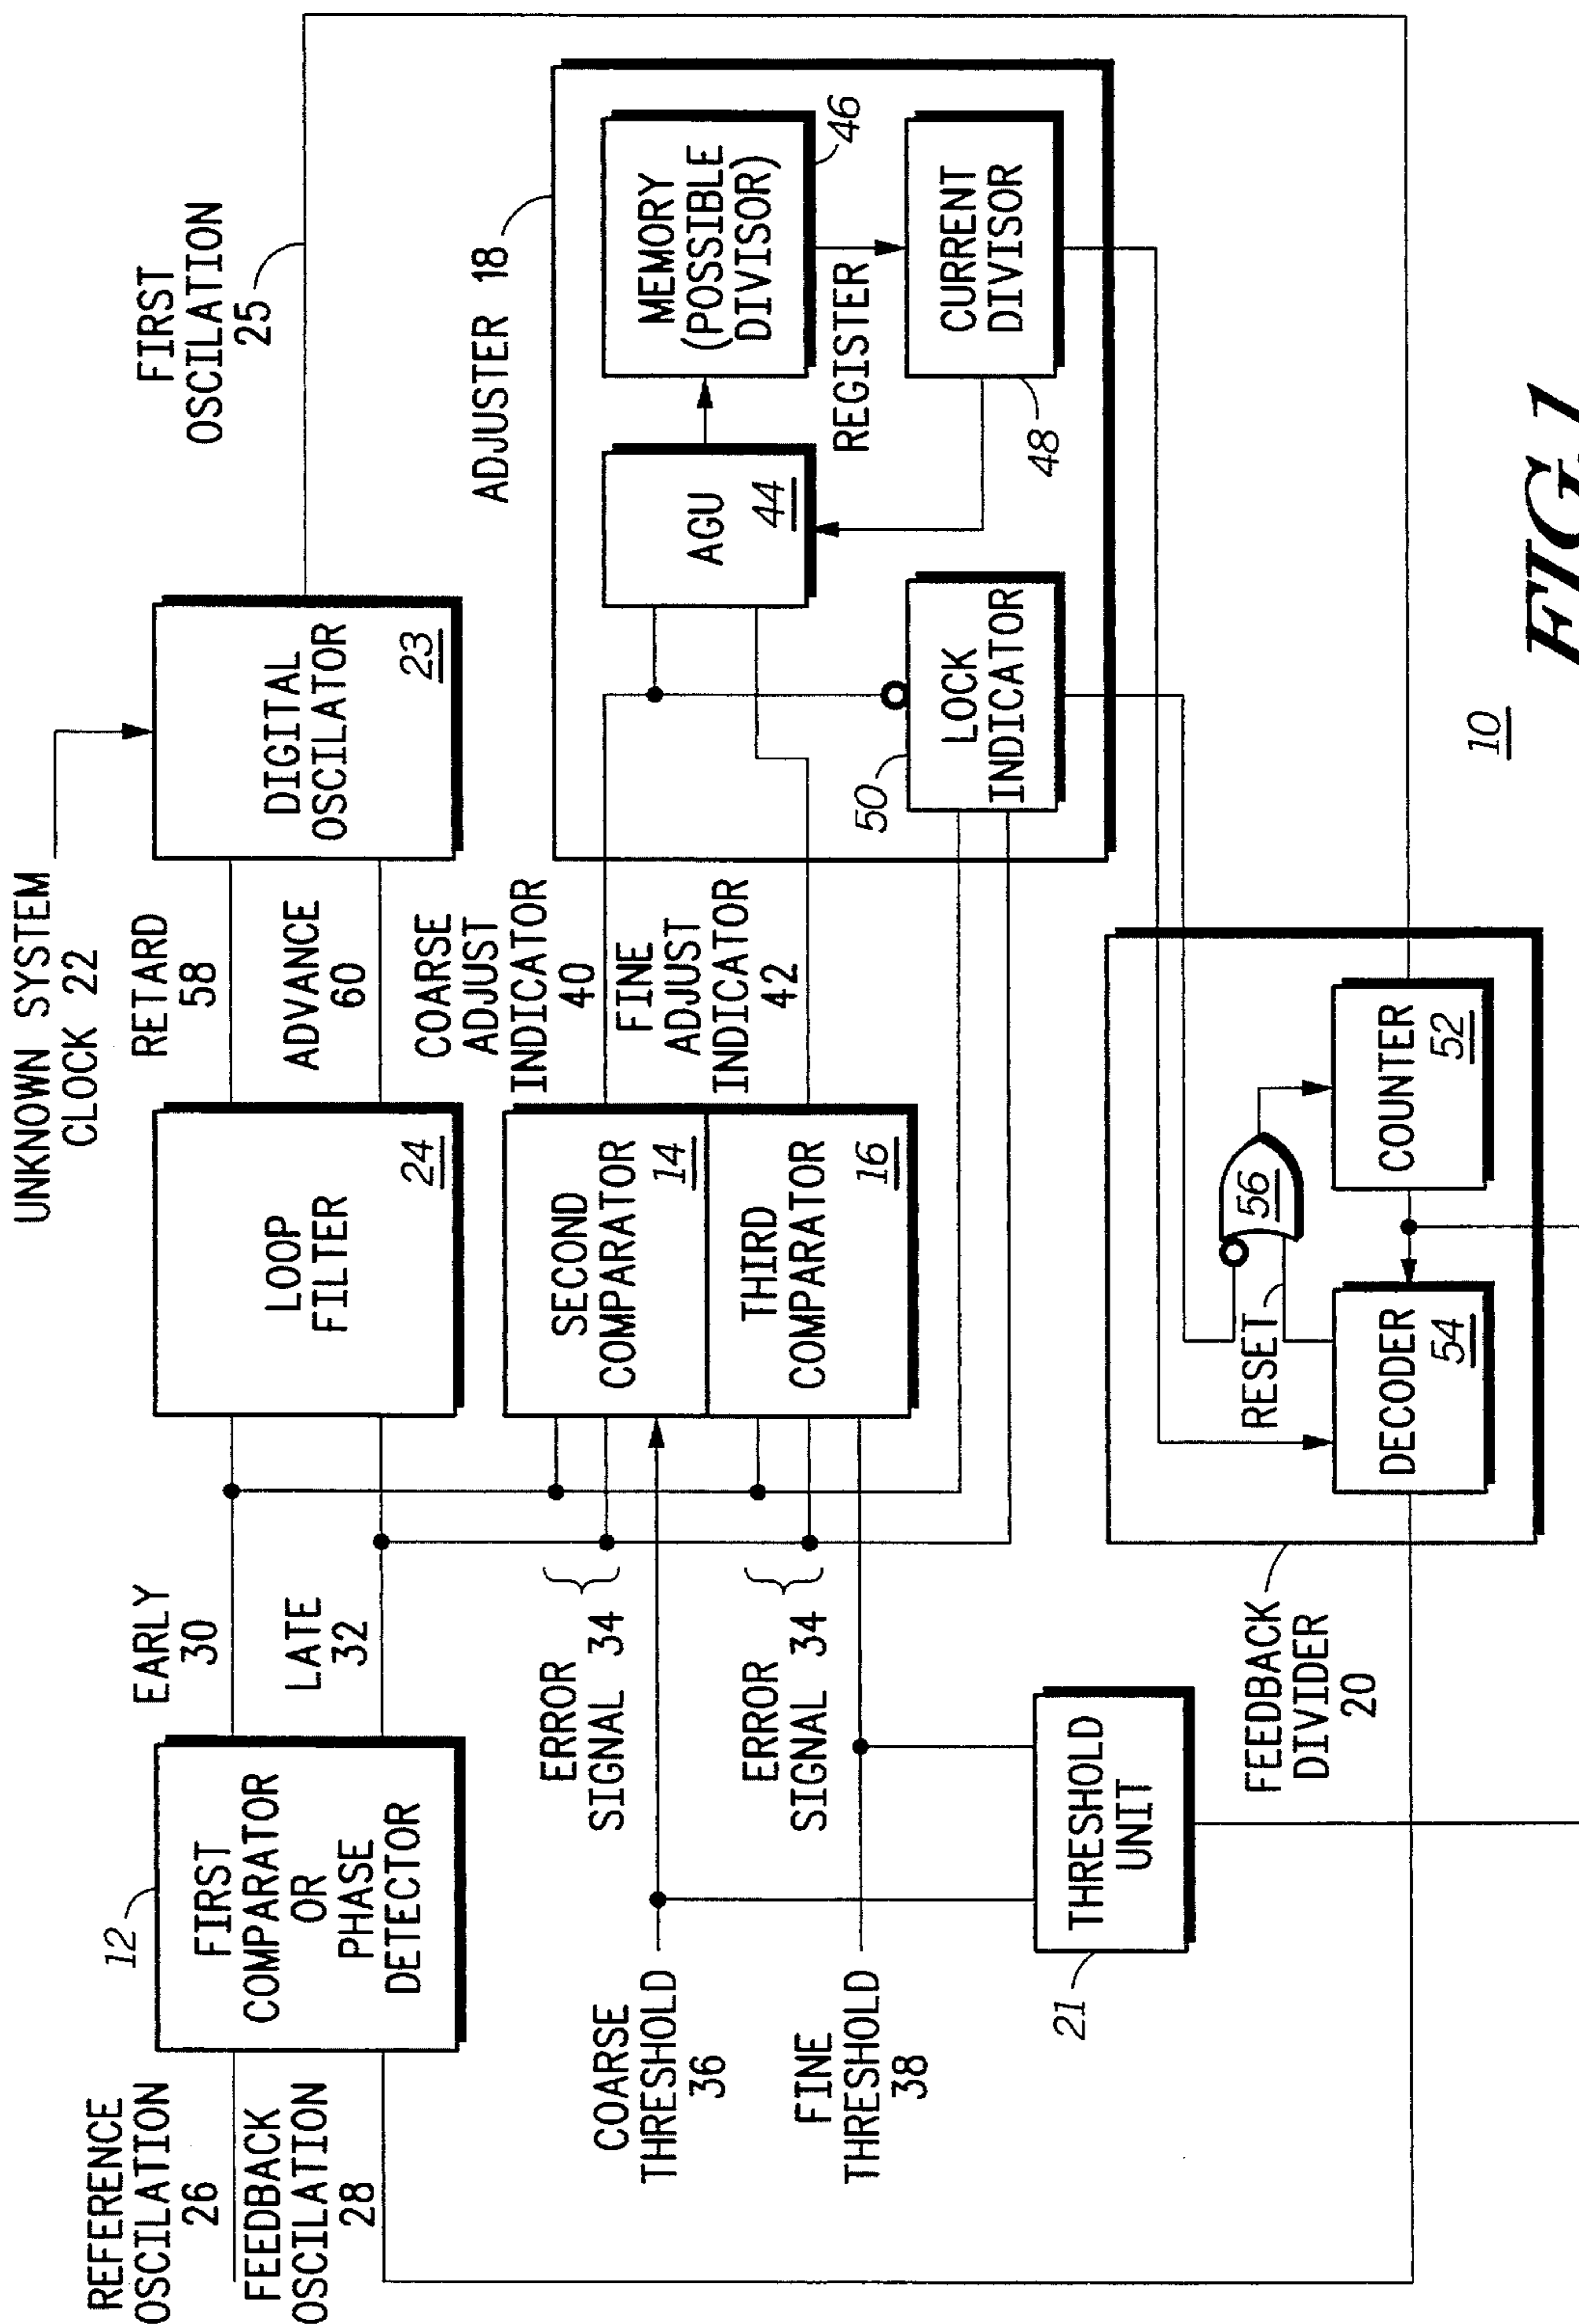 UNKNOWN SYSTEM
CLOCK 22
REFERENCE
OSCILATION
26
FEEDBACK
OSCILATION
28
12
FIRST
COMPARATOR
OR
PHASE
DETECTOR
EARLY
30
LATE
32
LOOP
FILTER
24
RETARD
58
ADVANCE
60
DIGITAL
OSCILATOR
23
FIRST
OSCILATION
25
COARSE
THRESHOLD
36
FINE
THRESHOLD
38
ERROR
SIGNAL 34
ERROR
SIGNAL 34
SECOND
COMPARATOR
14
THIRD
COMPARATOR
16
COARSE
ADJUST
INDICATOR
40
FINE
ADJUST
INDICATOR
42
ADJUSTER 18
AGU
44
MEMORY
(POSSIBLE
DIVISOR)
46
REGISTER
50
LOCK
INDICATOR
CURRENT
DIVISOR
48
21
THRESHOLD
UNIT
FEEDBACK
DIVIDER
20
RESET
56
DECODER
54
COUNTER
52
10
FIG.1